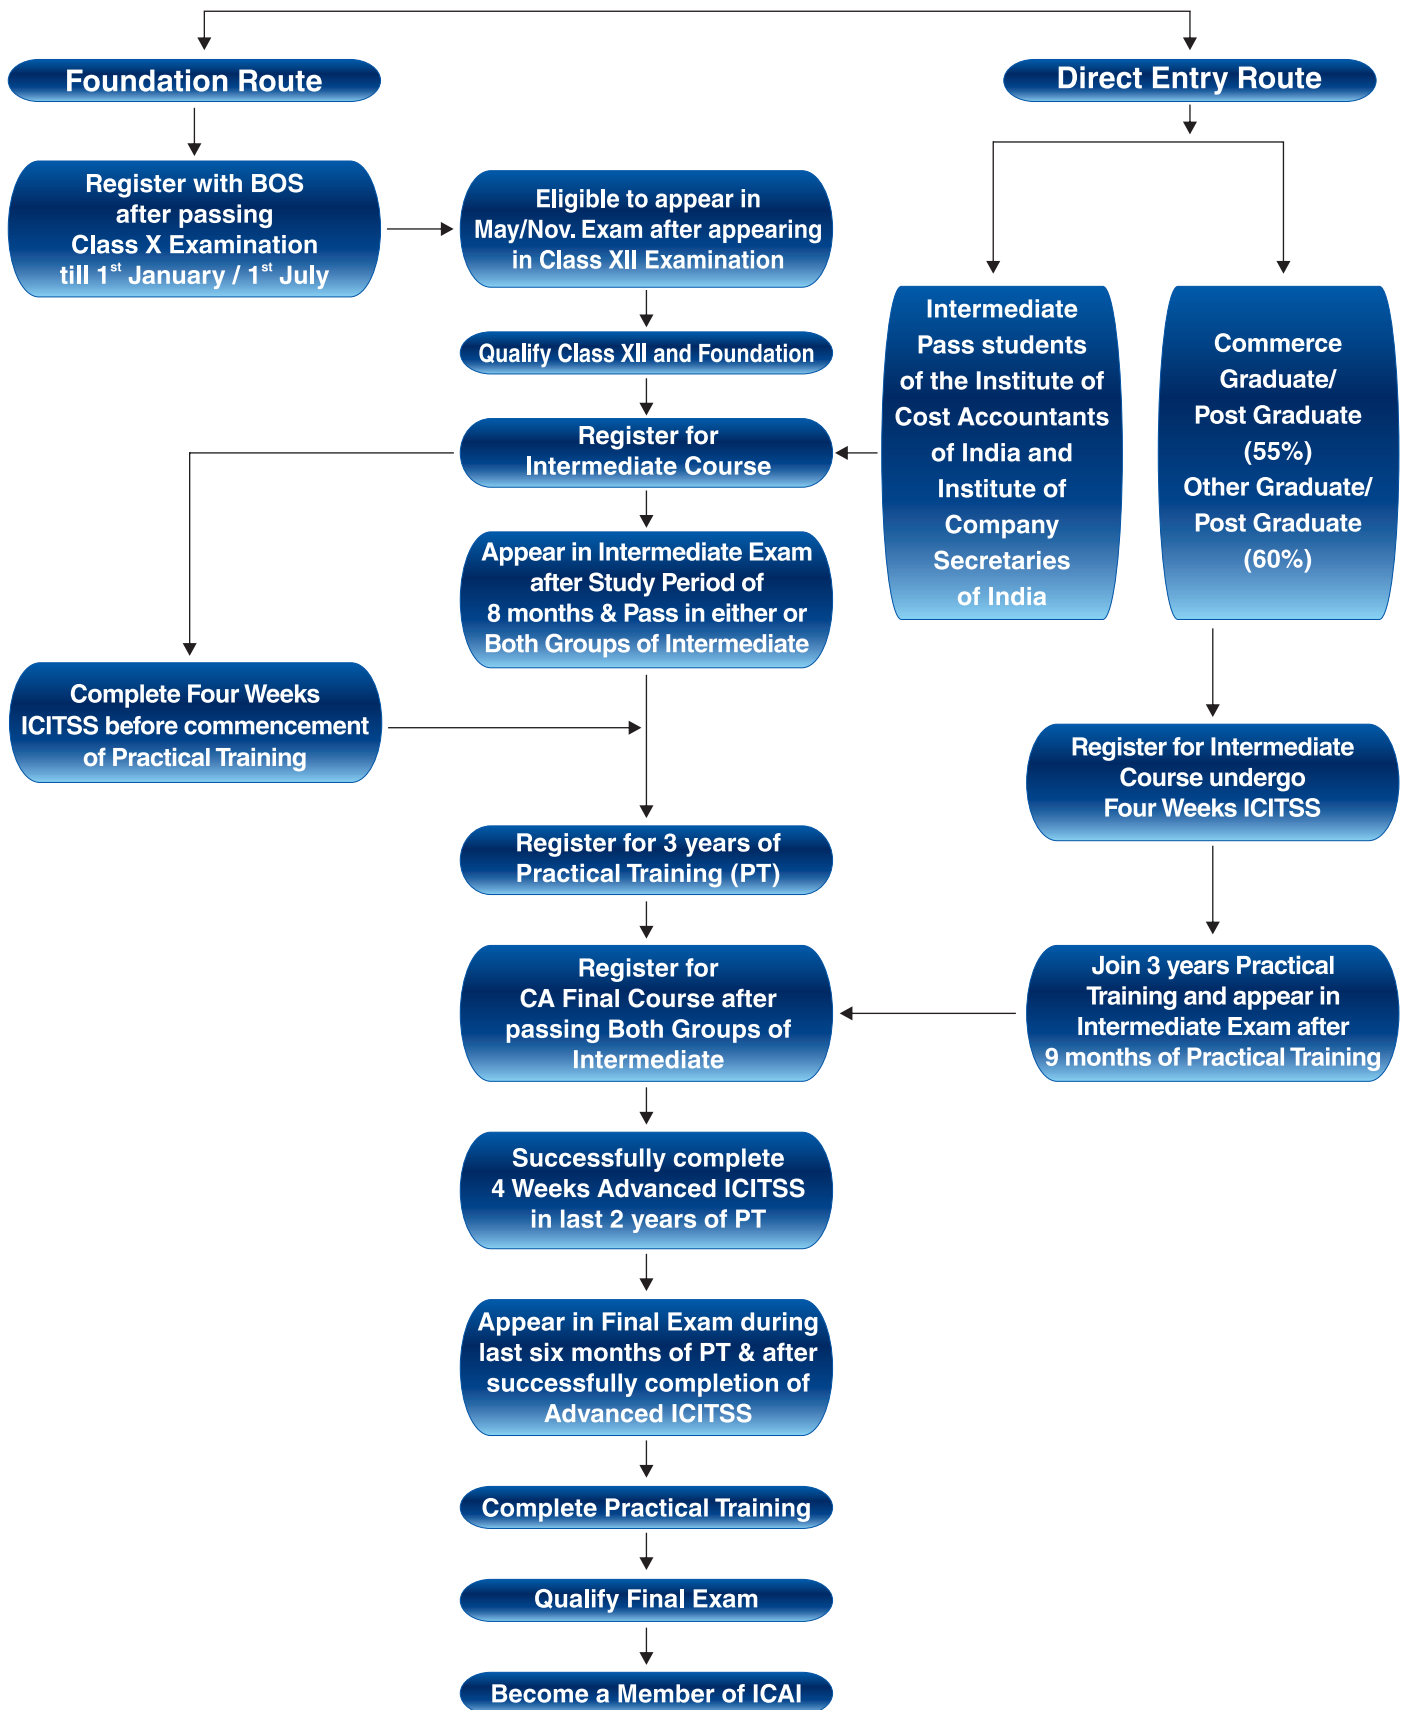 Foundation Route
Direct Entry Route
Register with BOS
after passing
Class X Examination
till 1st January / 1st July
Eligible to appear in
May/Nov. Exam after appearing
in Class XII Examination
Qualify Class XII and Foundation
Register for
Intermediate Course
Intermediate
Pass students
of the Institute of
Cost Accountants
of India and
Institute of
Company
Secretaries
of India
Commerce
Graduate/
Post Graduate
(55%)
Other Graduate/
Post Graduate
(60%)
Appear in Intermediate Exam
after Study Period of
8 months & Pass in either or
Both Groups of Intermediate
Complete Four Weeks
ICITSS before commencement
of Practical Training
Register for Intermediate
Course undergo
Four Weeks ICITSS
Register for 3 years of
Practical Training (PT)
Register for
CA Final Course after
passing Both Groups of
Intermediate
Join 3 years Practical
Training and appear in
Intermediate Exam after
9 months of Practical Training
Successfully complete
4 Weeks Advanced ICITSS
in last 2 years of PT
Appear in Final Exam during
last six months of PT & after
successfully completion of
Advanced ICITSS
Complete Practical Training
Qualify Final Exam
Become a Member of ICAI